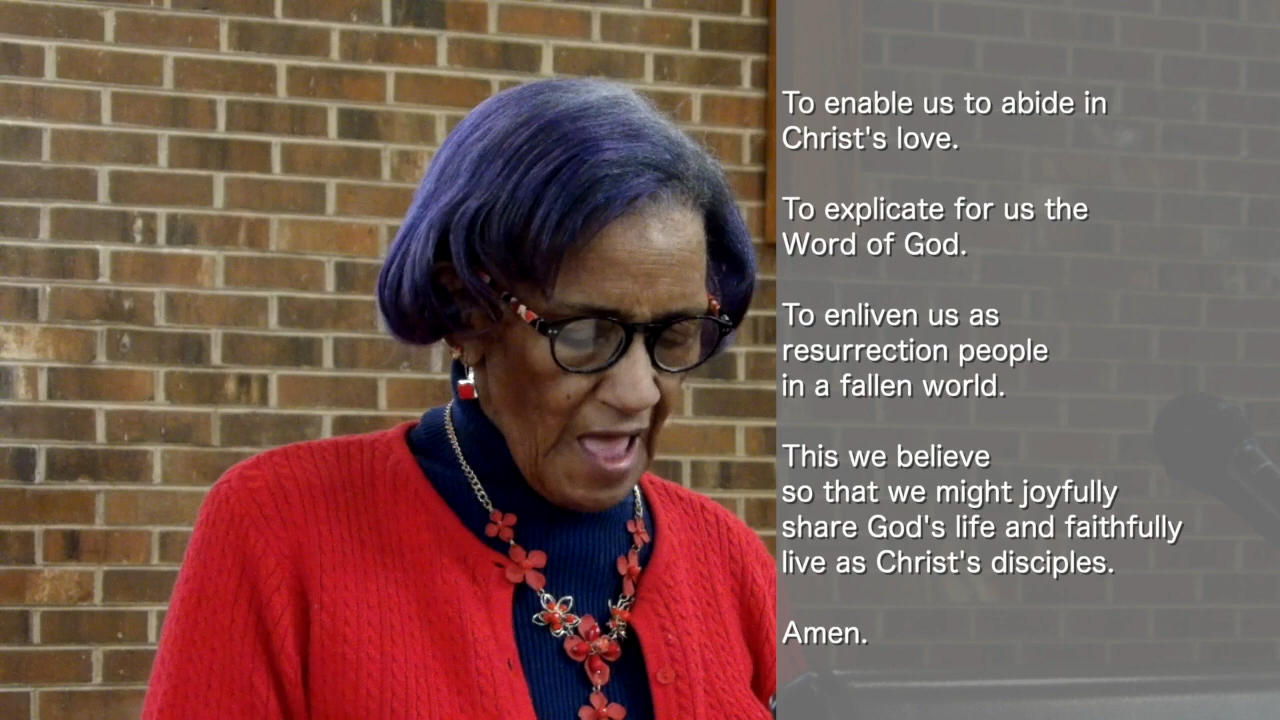 To enable us to abide in
Christ's love.
To explicate for us the
Word of God.
To enliven us as
resurrection people
in a fallen world.
This we believe
so that we might joyfully
share God's life and faithfully
live as Christ's disciples.
Amen.